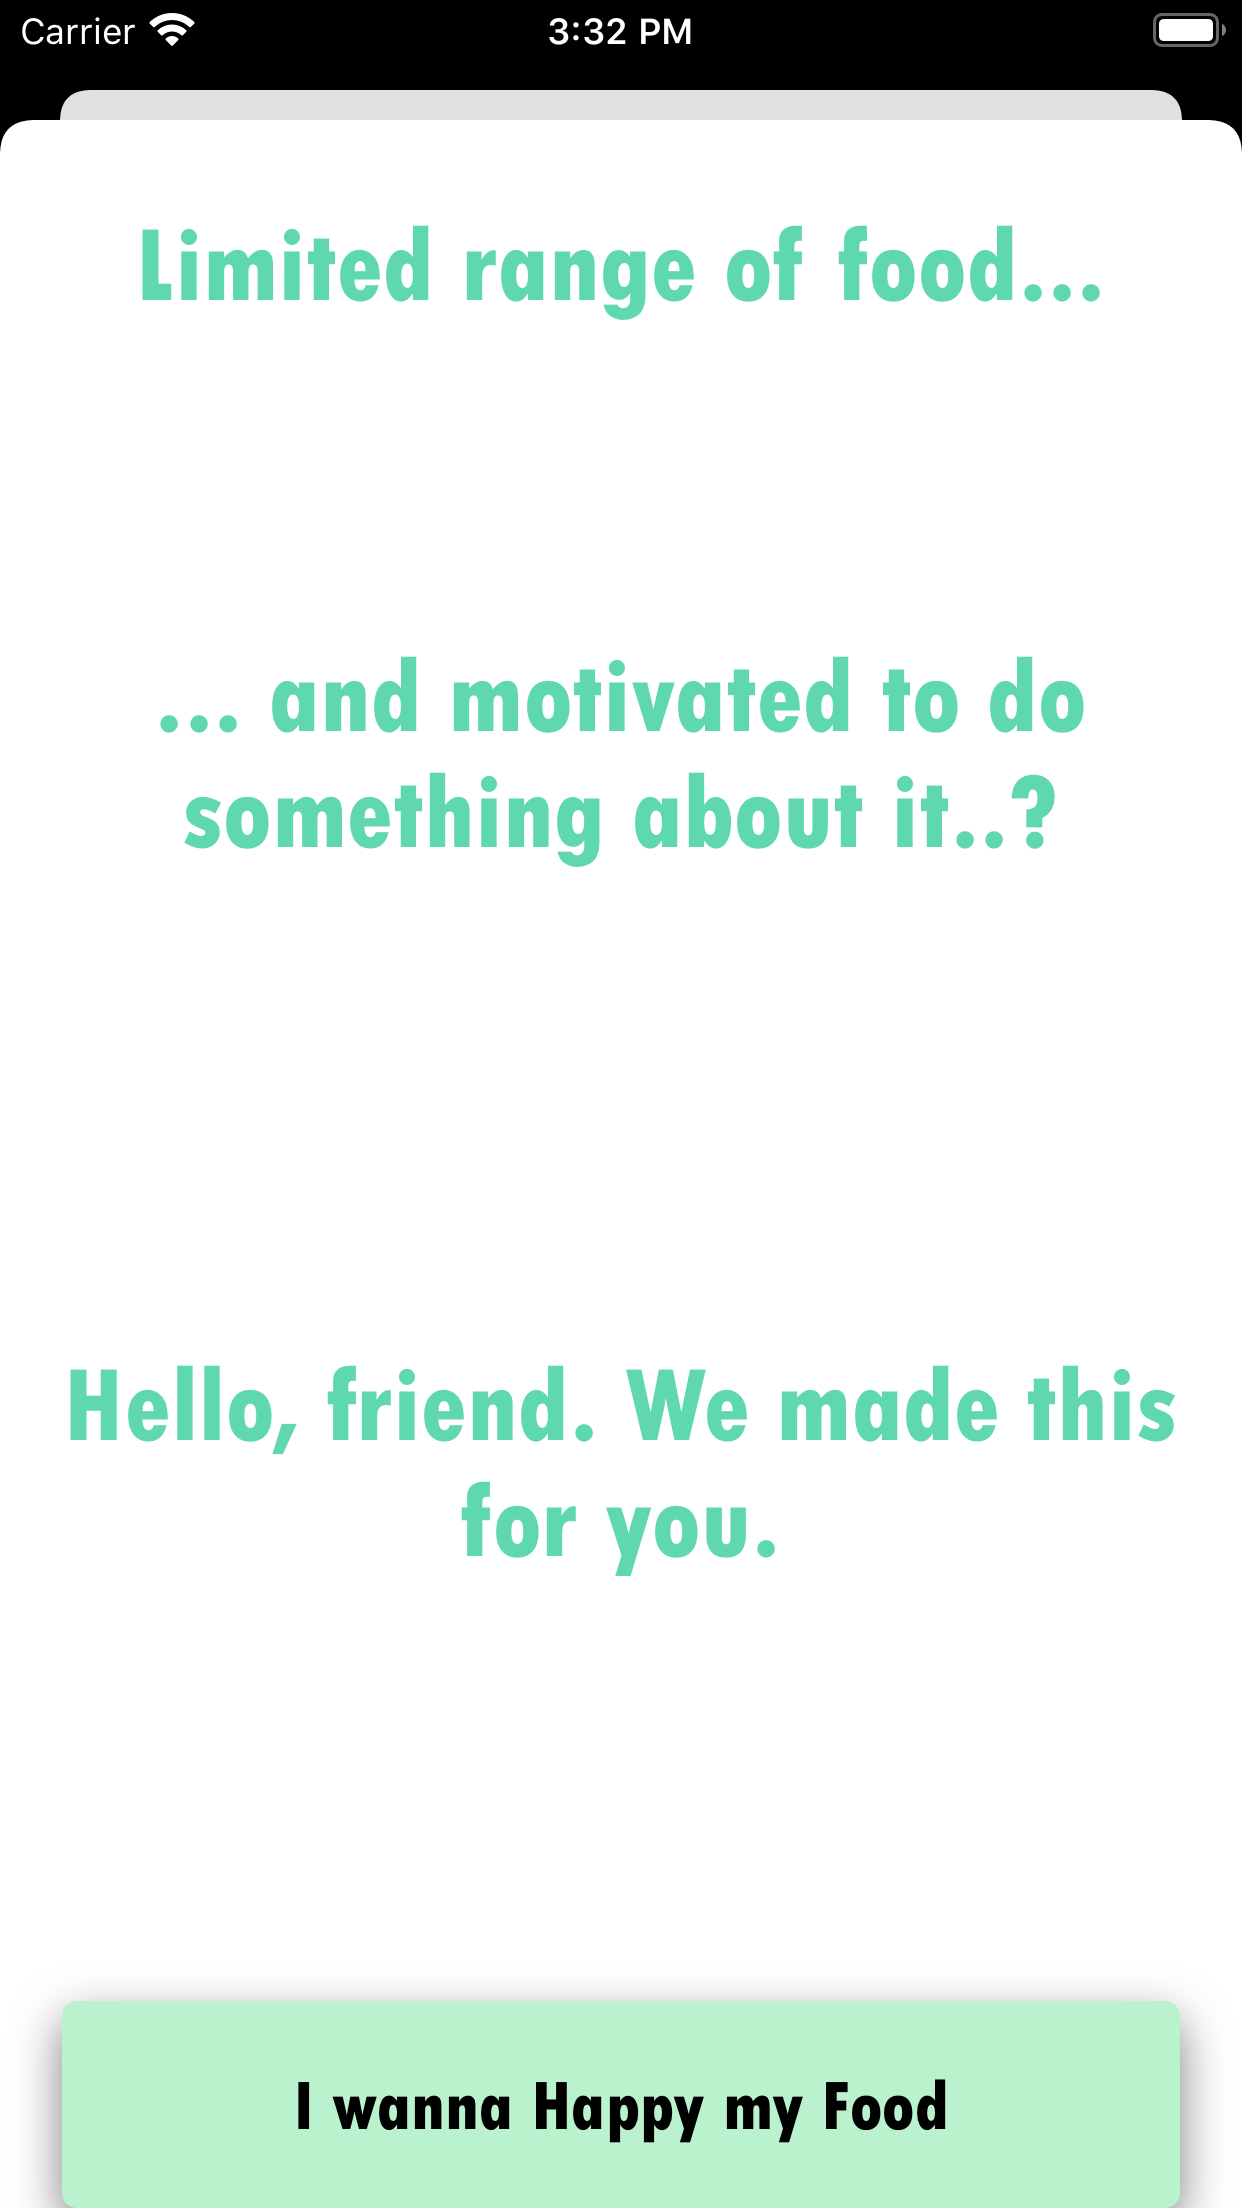 Carrier 3:32 PM
Limited range of food...
... and motivated to do
something about it..?
Hello, friend. We made this
for you.
I wanna Happy my Food